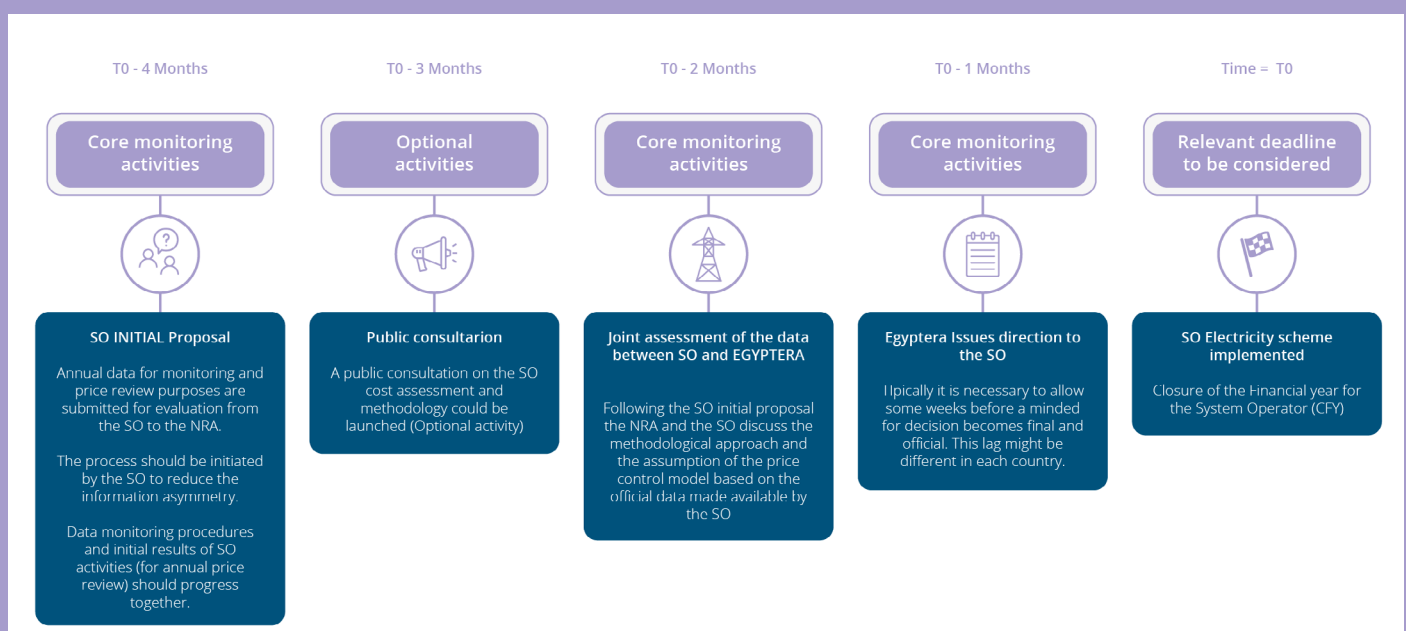 T0 - 4 Months
T0 - 3 Months
T0 - 2 Months
T0 - 1 Months
Time = T0
Core monitoring
activities
Optional
activities
Core monitoring
activities
Core monitoring
activities
Relevant deadline
to be considered
?
SO INITIAL Proposal
Annual data for monitoring and
price review purposes are
submitted for evaluation from
the SO to the NRA.
The process should be initiated
by the SO to reduce the
information asymmetry.
Data monitoring procedures
and initial results of SO
activities (for annual price
review) should progress
together.
Public consultarion
A public consultation on the SO
cost assessment and
methodology could be
launched (Optional activity)
Joint assessment of the data
between SO and EGYPTERA
Following the SO initial proposal
the NRA and the SO discuss the
methodological approach and
the assumption of the price
control model based on the
official data made available by
the SO
Egyptera Issues direction to
the SO
Tipically it is necessary to allow
some weeks before a minded
for decision becomes final and
official. This lag might be
different in each country.
SO Electricity scheme
implemented
Closure of the Financial year for
the System Operator (CFY)